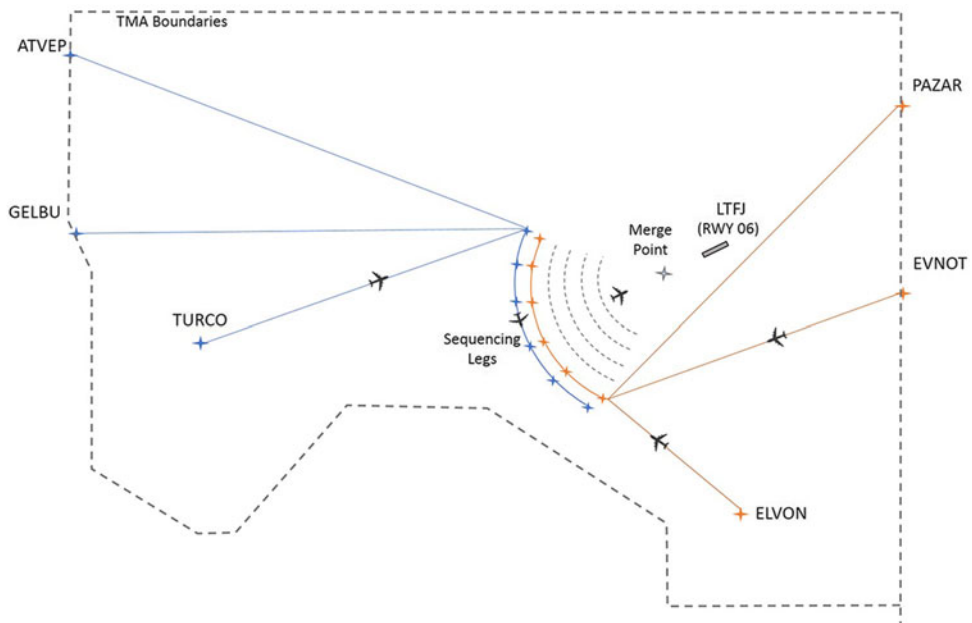 TMA Boundaries
ATVEP
PAZAR
GELBU
LTFJ
(RWY 06)
Merge
Point
EVNOT
TURCO
Sequencing
Legs
ELVON